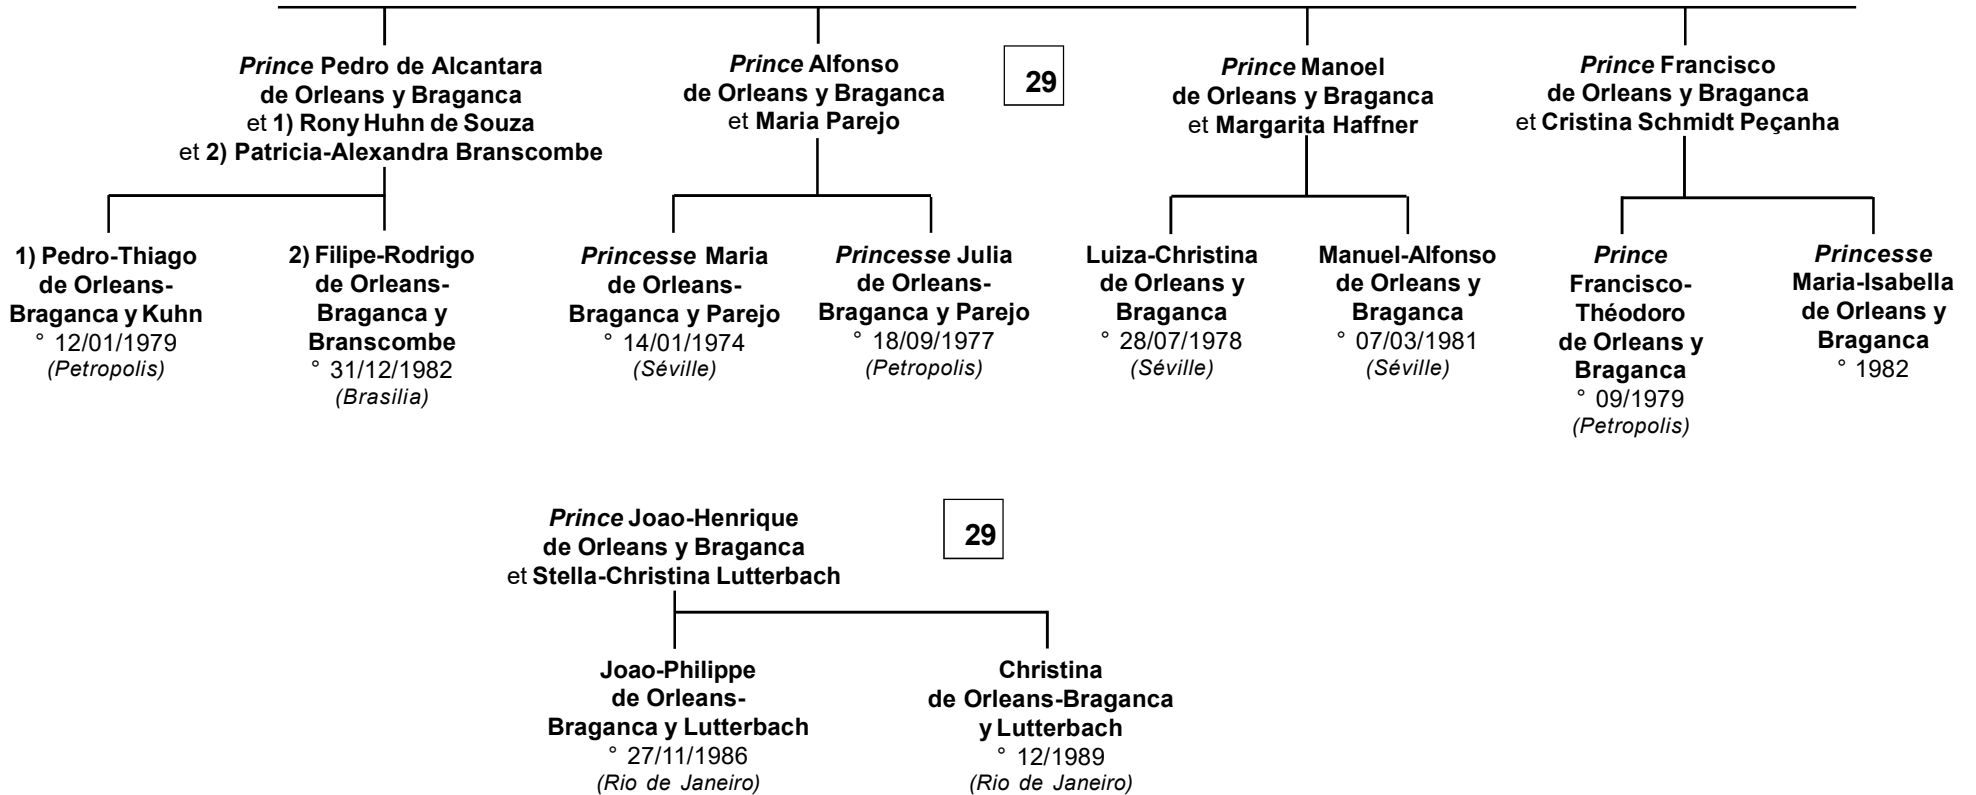 Prince Pedro de Alcantara
de Orleans y Braganca
et 1) Rony Huhn de Souza
et 2) Patricia-Alexandra Branscombe
Prince Alfonso
de Orleans y Braganca
et Maria Parejo
29
Prince Manoel
de Orleans y Braganca
et Margarita Haffner
Prince Francisco
de Orleans y Braganca
et Cristina Schmidt Peçanha
1) Pedro-Thiago
de Orleans-
Braganca y Kuhn
° 12/01/1979
(Petropolis)
2) Filipe-Rodrigo
de Orleans-
Braganca y
Branscombe
° 31/12/1982
(Brasilia)
Princesse Maria
de Orleans-
Braganca y Parejo
° 14/01/1974
(Séville)
Princesse Julia
de Orleans-
Braganca y Parejo
° 18/09/1977
(Petropolis)
Luiza-Christina
de Orleans y
Braganca
° 28/07/1978
(Séville)
Manuel-Alfonso
de Orleans y
Braganca
° 07/03/1981
(Séville)
Prince
Francisco-
Théodoro
de Orleans y
Braganca
° 09/1979
(Petropolis)
Princesse
Maria-Isabella
de Orleans y
Braganca
° 1982
Prince Joao-Henrique
de Orleans y Braganca
et Stella-Christina Lutterbach
29
Joao-Philippe
de Orleans-
Braganca y Lutterbach
° 27/11/1986
(Rio de Janeiro)
Christina
de Orleans-Braganca
y Lutterbach
° 12/1989
(Rio de Janeiro)